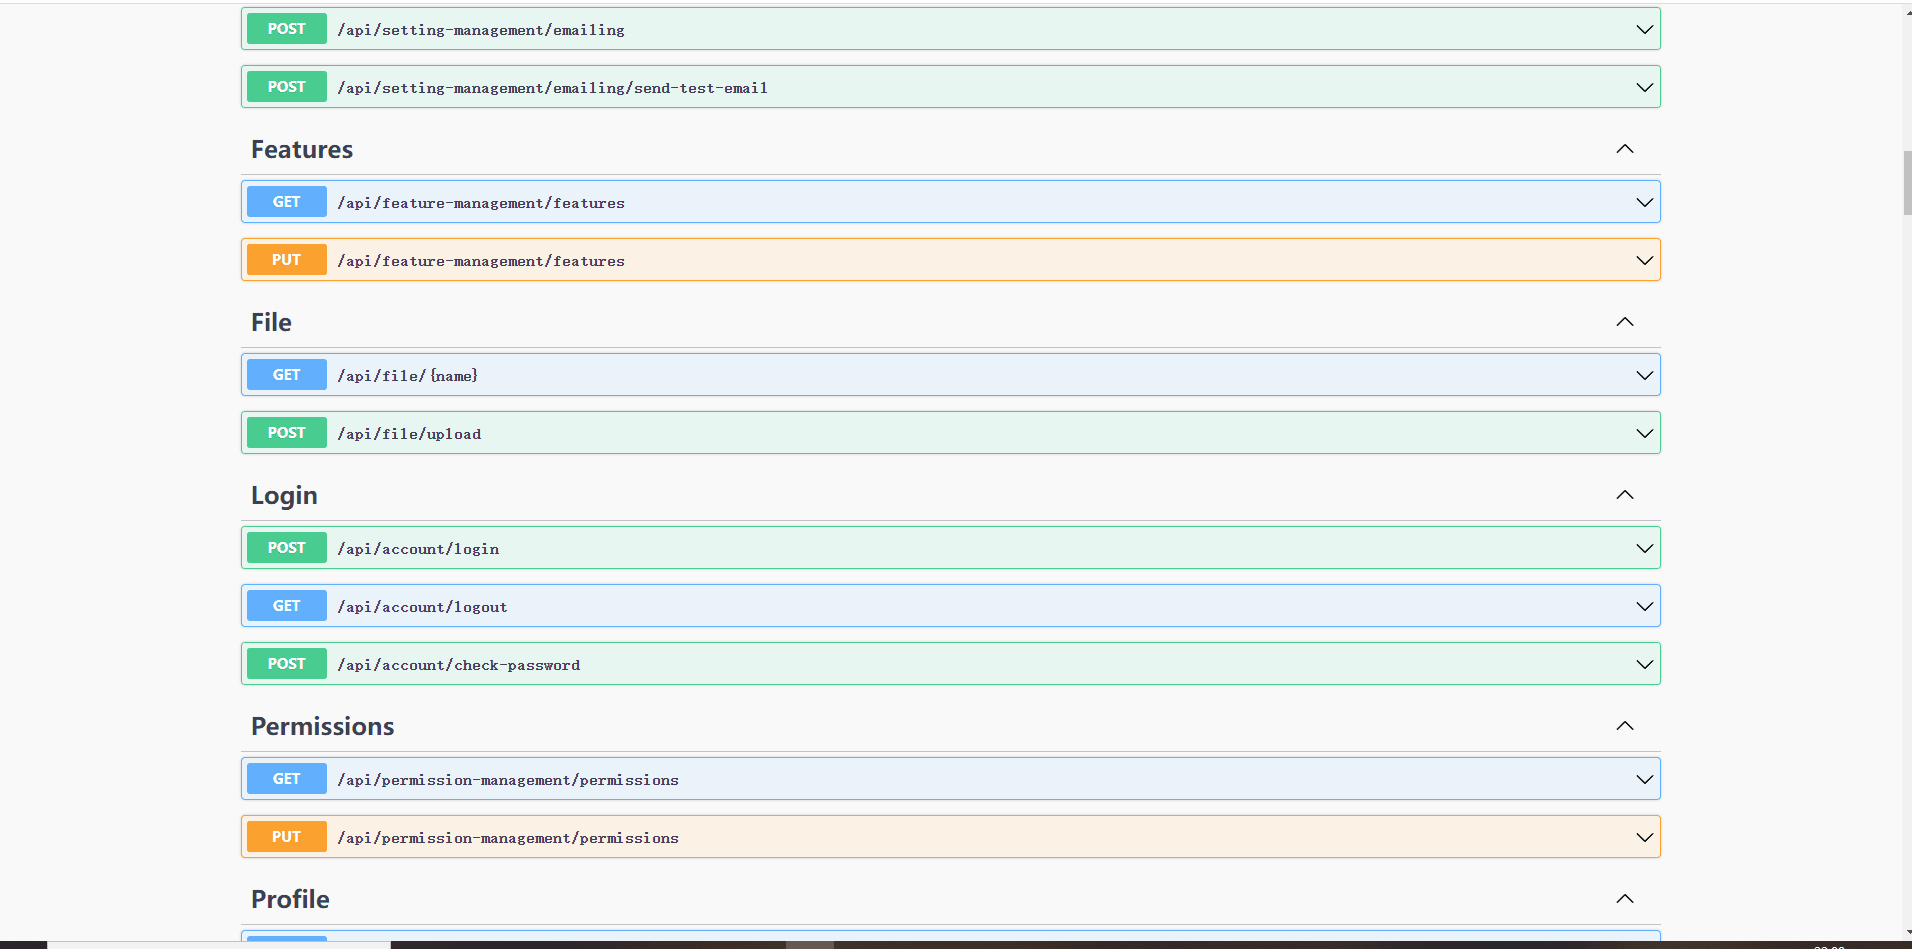 POST /api/setting-management/emailing
POST /api/setting-management/emailing/send-test-email
Features
GET /api/feature-management/features
PUT /api/feature-management/features
File
GET /api/file/{name}
POST /api/file/upload
Login
POST /api/account/login
GET /api/account/logout
POST /api/account/check-password
Permissions
GET /api/permission-management/permissions
PUT /api/permission-management/permissions
Profile